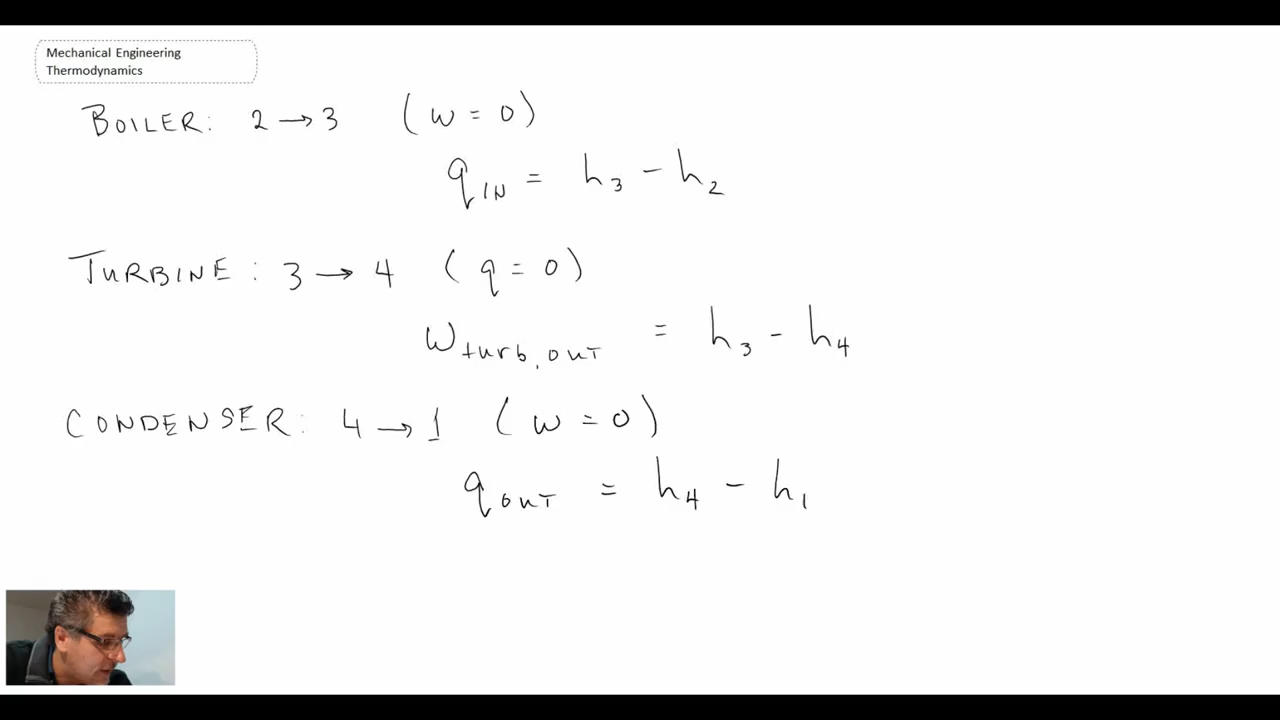 Mechanical Engineering
Thermodynamics
BOILER: 2 → 3 (w = 0)
q_IN = h_3 - h_2
TURBINE: 3 → 4 (q = 0)
w_turb,OUT = h_3 - h_4
CONDENSER: 4 → 1 (w = 0)
q_OUT = h_4 - h_1